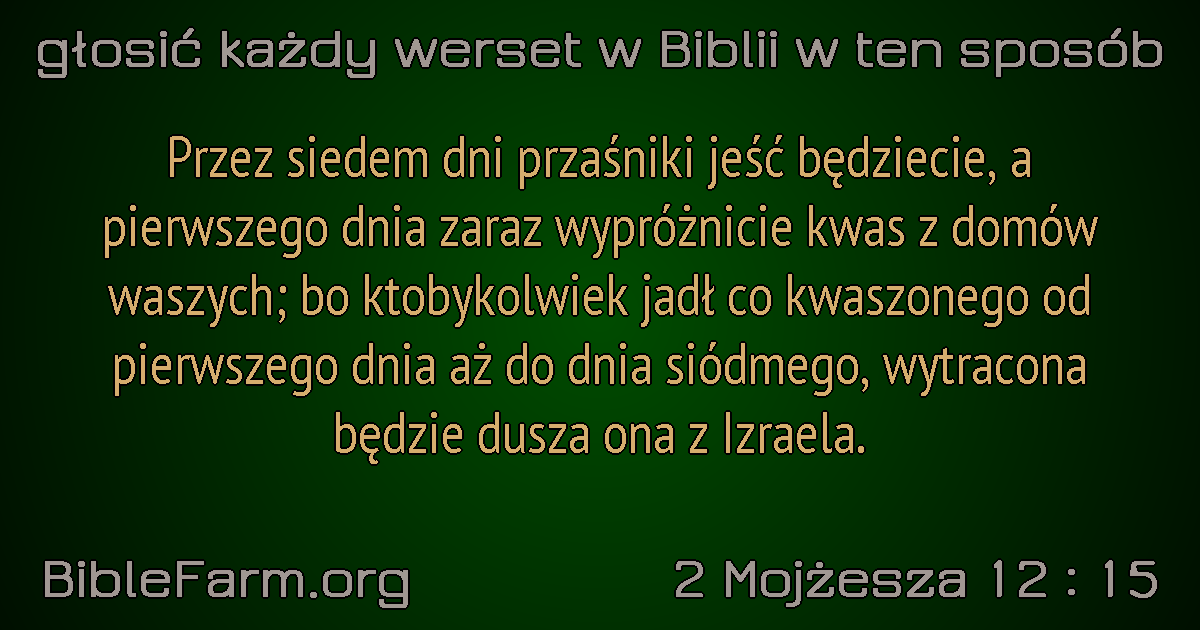 głosić każdy werset w Biblii w ten sposób
Przez siedem dni przaśniki jeść będziecie, a
pierwszego dnia zaraz wypróżnicie kwas z domów
waszych; bo ktobykolwiek jadł co kwaszonego od
pierwszego dnia aż do dnia siódmego, wytracona
będzie dusza ona z Izraela.
BibleFarm.org
2 Mojżesza 12 : 15